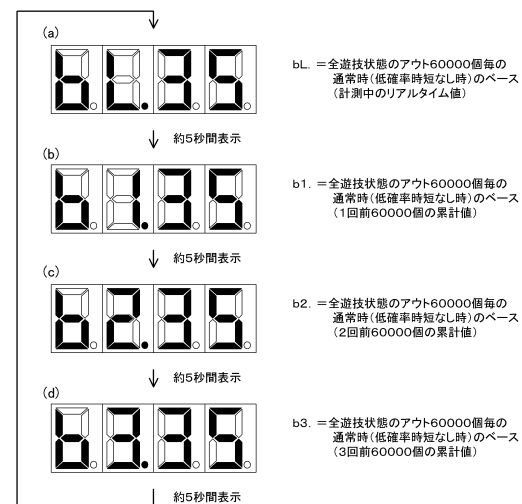 (a)
bL.35
bL. =全遊技状態のアウト60000個毎の
通常時(低確率時短なし時)のベース
(計測中のリアルタイム値)
約5秒間表示
(b)
b1.35
b1. =全遊技状態のアウト60000個毎の
通常時(低確率時短なし時)のベース
(1回前60000個の累計値)
約5秒間表示
(c)
b2.35
b2. =全遊技状態のアウト60000個毎の
通常時(低確率時短なし時)のベース
(2回前60000個の累計値)
約5秒間表示
(d)
b3.35
b3. =全遊技状態のアウト60000個毎の
通常時(低確率時短なし時)のベース
(3回前60000個の累計値)
約5秒間表示